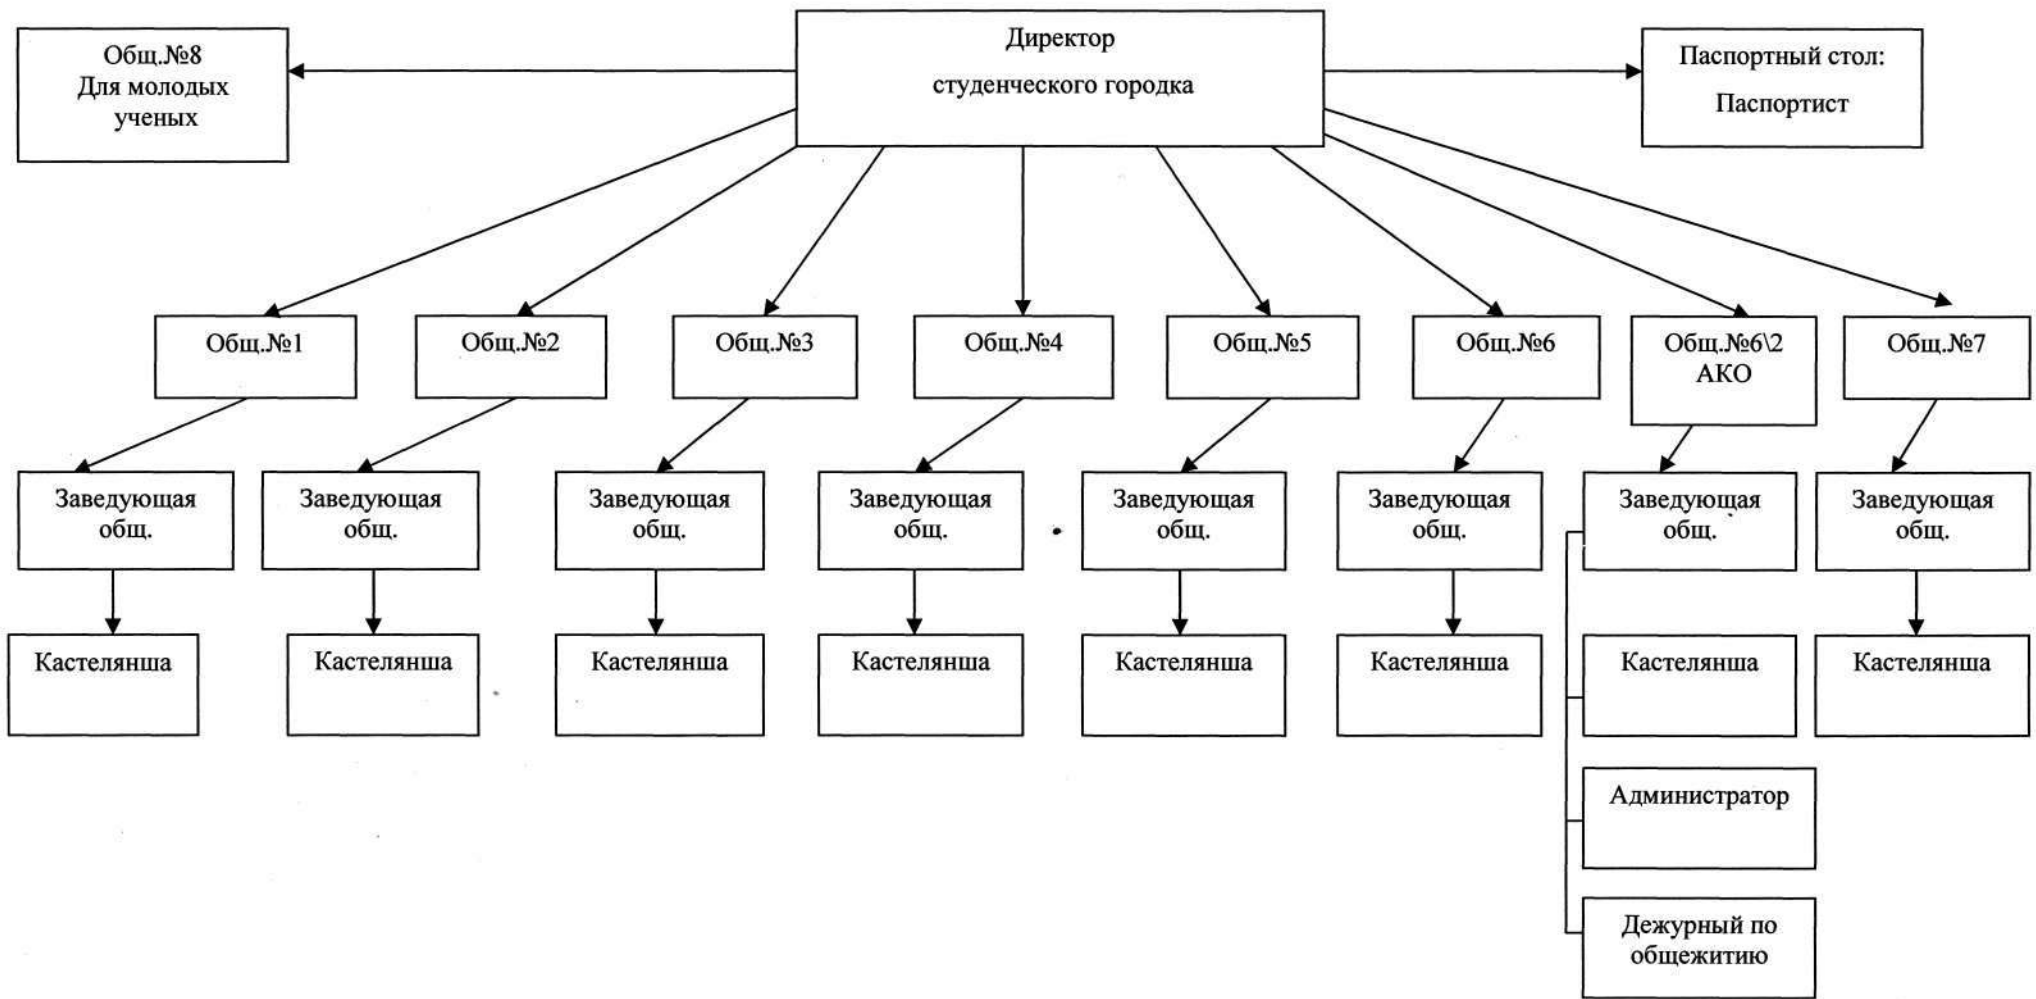 Общ.№8
Для молодых
ученых
Директор
студенческого городка
Паспортный стол:
Паспортист
Общ.№1
Общ.№2
Общ.№3
Общ.№4
Общ.№5
Общ.№6
Общ.№6\2
АКО
Общ.№7
Заведующая
общ.
Заведующая
общ.
Заведующая
общ.
Заведующая
общ.
Заведующая
общ.
Заведующая
общ.
Заведующая
общ.
Заведующая
общ.
Кастелянша
Кастелянша
Кастелянша
Кастелянша
Кастелянша
Кастелянша
Кастелянша
Кастелянша
Администратор
Дежурный по
общежитию